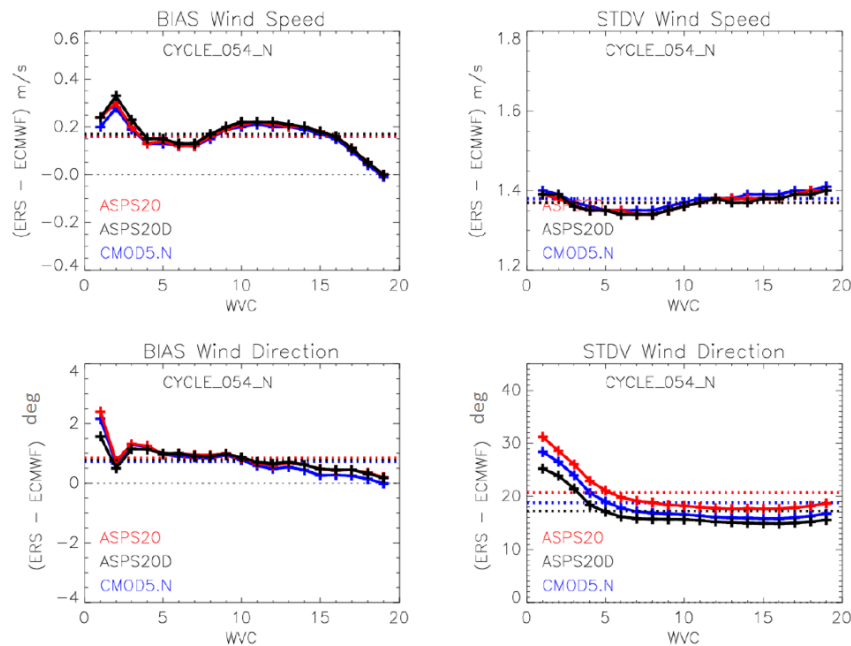 BIAS Wind Speed
CYCLE_054_N
(ERS - ECMWF) m/s
0.6
0.4
0.2
-0.0
-0.2
-0.4
ASPS20
ASPS20D
CMOD5.N
0 5 10 15 20
WVC
STDV Wind Speed
CYCLE_054_N
(ERS - ECMWF) m/s
1.8
1.6
1.4
1.2
ASPS20
ASPS20D
CMOD5.N
0 5 10 15 20
WVC
BIAS Wind Direction
CYCLE_054_N
(ERS - ECMWF) deg
4
2
0
-2
-4
ASPS20
ASPS20D
CMOD5.N
0 5 10 15 20
WVC
STDV Wind Direction
CYCLE_054_N
(ERS - ECMWF) deg
40
30
20
10
0
ASPS20
ASPS20D
CMOD5.N
0 5 10 15 20
WVC